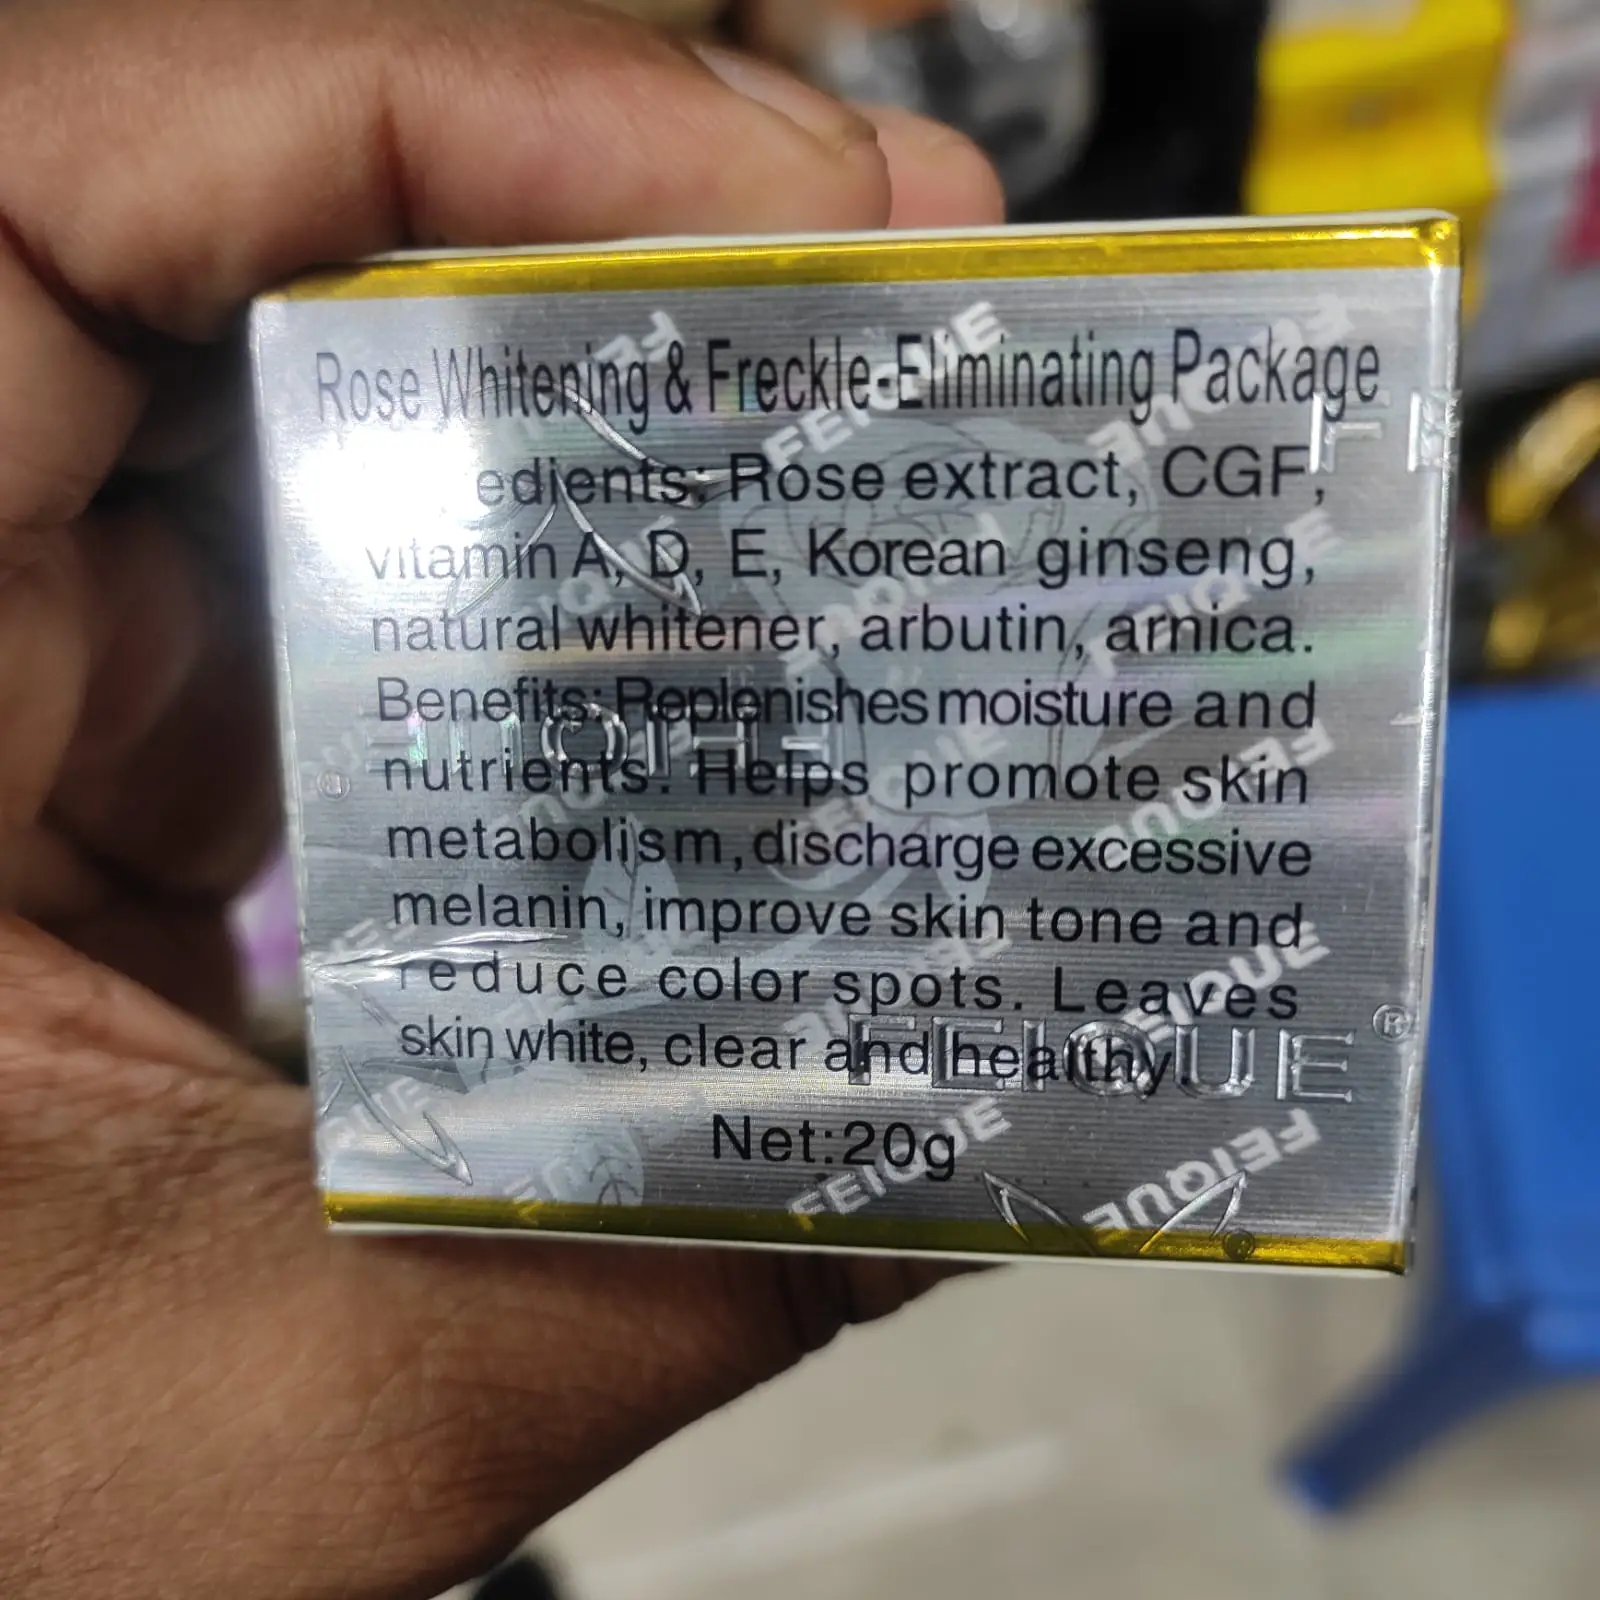 Rose Whitening & Freckle-Eliminating Package
edients: Rose extract, CGF,
vitamin A, D, E, Korean ginseng,
natural whitener, arbutin, arnica.
Benefits: Replenishes moisture and
nutrients. Helps promote skin
metabolism, discharge excessive
melanin, improve skin tone and
reduce color spots. Leaves
skin white, clear and healthy.
FEIQUE®
Net:20g